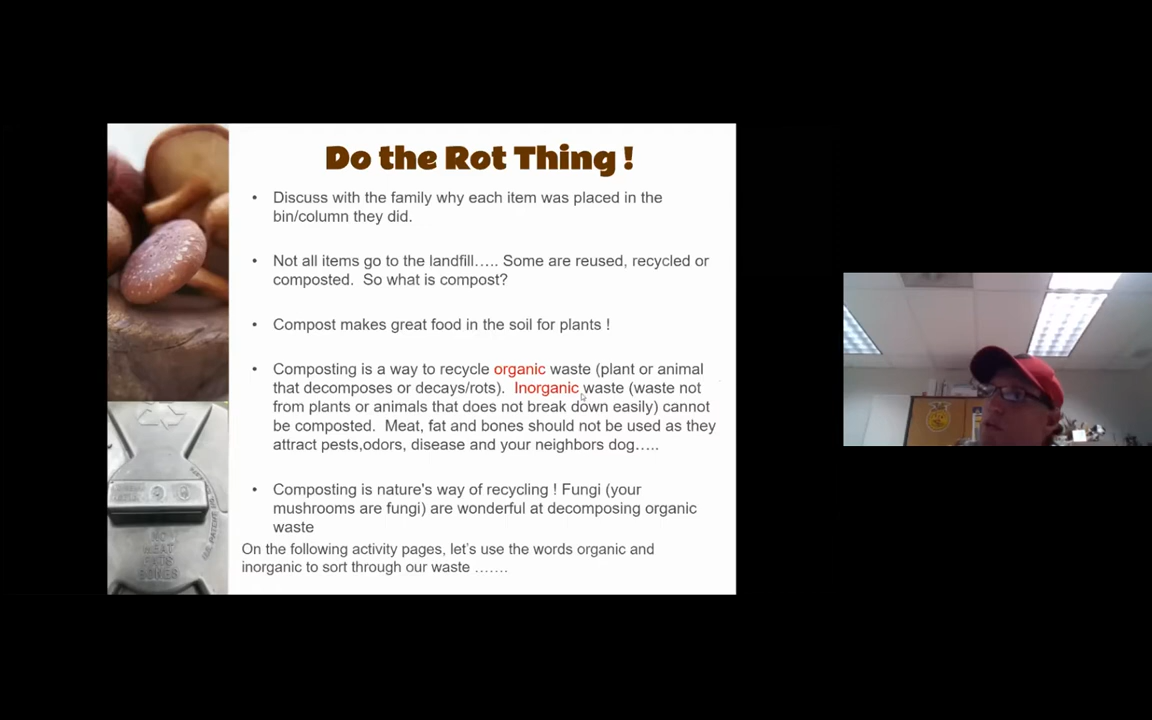 Do the Rot Thing !
• Discuss with the family why each item was placed in the
bin/column they did.
• Not all items go to the landfill….. Some are reused, recycled or
composted. So what is compost?
• Compost makes great food in the soil for plants !
• Composting is a way to recycle organic waste (plant or animal
that decomposes or decays/rots). Inorganic waste (waste not
from plants or animals that does not break down easily) cannot
be composted. Meat, fat and bones should not be used as they
attract pests,odors, disease and your neighbors dog…..
• Composting is nature's way of recycling ! Fungi (your
mushrooms are fungi) are wonderful at decomposing organic
waste
On the following activity pages, let's use the words organic and
inorganic to sort through our waste …….
NO
MEAT
FATS
BONES